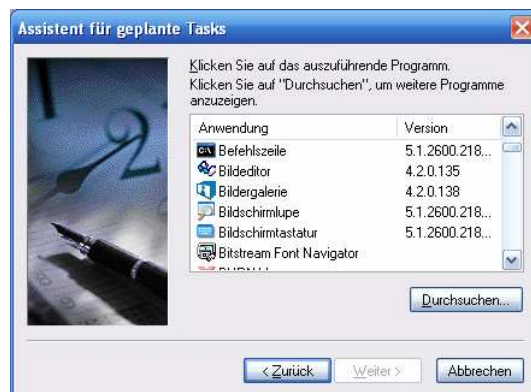 Assistent für geplante Tasks
Klicken Sie auf das auszuführende Programm.
Klicken Sie auf "Durchsuchen", um weitere Programme
anzuzeigen.
Anwendung Version
Befehlszeile 5.1.2600.218...
Bildeditor 4.2.0.135
Bildergalerie 4.2.0.138
Bildschirmlupe 5.1.2600.218...
Bildschirmtastatur 5.1.2600.218...
Bitstream Font Navigator
Durchsuchen...
< Zurück Weiter > Abbrechen